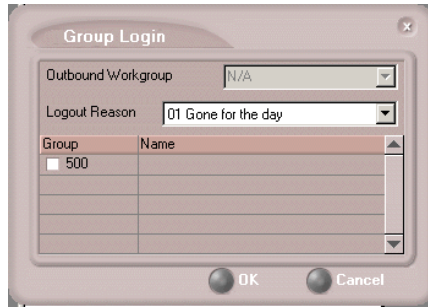 Group Login
Outbound Workgroup N/A
Logout Reason 01 Gone for the day
Group Name
500
OK Cancel